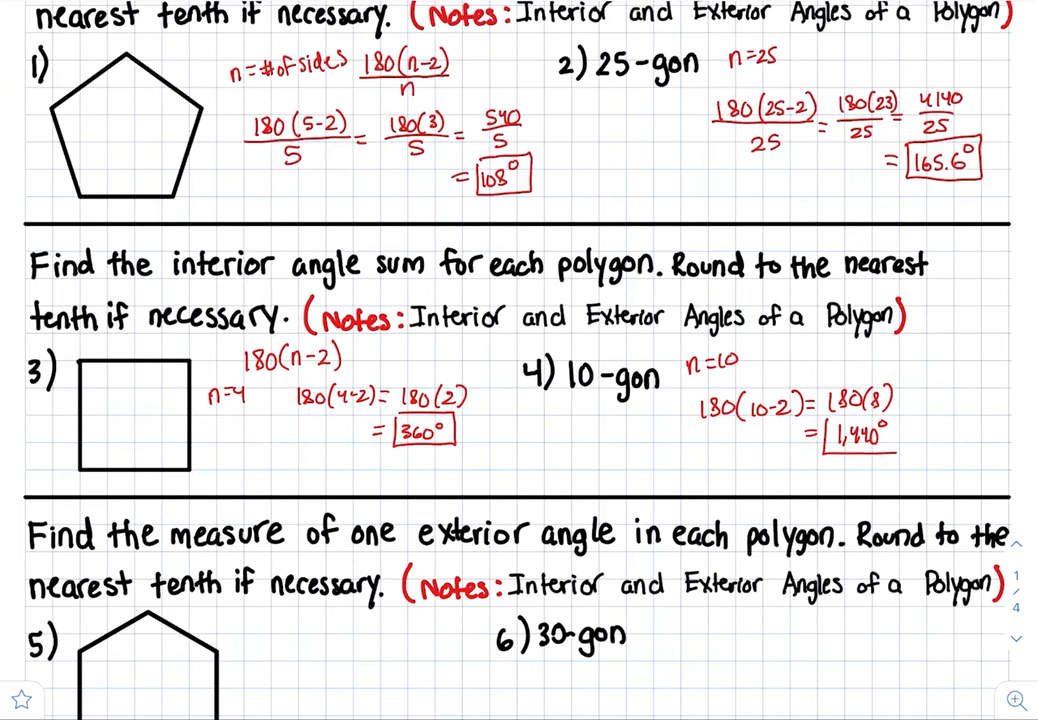 nearest tenth if necessary. (Notes: Interior and Exterior Angles of a Polygon)
1) n = # of sides 180(n-2)/n
180(5-2)/5 = 180(3)/5 = 540/5
= 108°
2) 25-gon n=25
180(25-2)/25 = 180(23)/25 = 4140/25
= 165.6°
Find the interior angle sum for each polygon. Round to the nearest
tenth if necessary. (Notes: Interior and Exterior Angles of a Polygon)
3) 180(n-2)
n=4 180(4-2) = 180(2)
= 360°
4) 10-gon n=10
180(10-2) = 180(8)
= 1,440°
Find the measure of one exterior angle in each polygon. Round to the
nearest tenth if necessary. (Notes: Interior and Exterior Angles of a Polygon)
5)
6) 30-gon
1
/
4